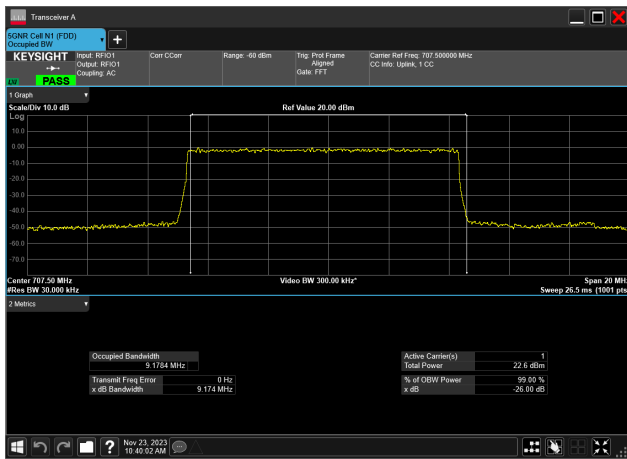 Transceiver A
5GNR Cell N1 (FDD)
Occupied BW
KEYSIGHT
PASS
Input: RFIO1
Output: RFIO1
Coupling: AC
Corr CCorr
Range: -60 dBm
Trig: Prot Frame
Aligned
Gate: FFT
Carrier Ref Freq: 707.500000 MHz
CC Info: Uplink, 1 CC
1 Graph
Scale/Div 10.0 dB
Ref Value 20.00 dBm
Log
10.0
0.00
-10.0
-20.0
-30.0
-40.0
-50.0
-60.0
-70.0
Center 707.50 MHz
Video BW 300.00 kHz*
Span 20 MHz
#Res BW 30.000 kHz
Sweep 26.5 ms (1001 pts
2 Metrics
Occupied Bandwidth
9.1784 MHz
Transmit Freq Error 0 Hz
x dB Bandwidth 9.174 MHz
Active Carrier(s) 1
Total Power 22.6 dBm
% of OBW Power 99.00 %
x dB -26.00 dB
Nov 23, 2023
10:40:02 AM